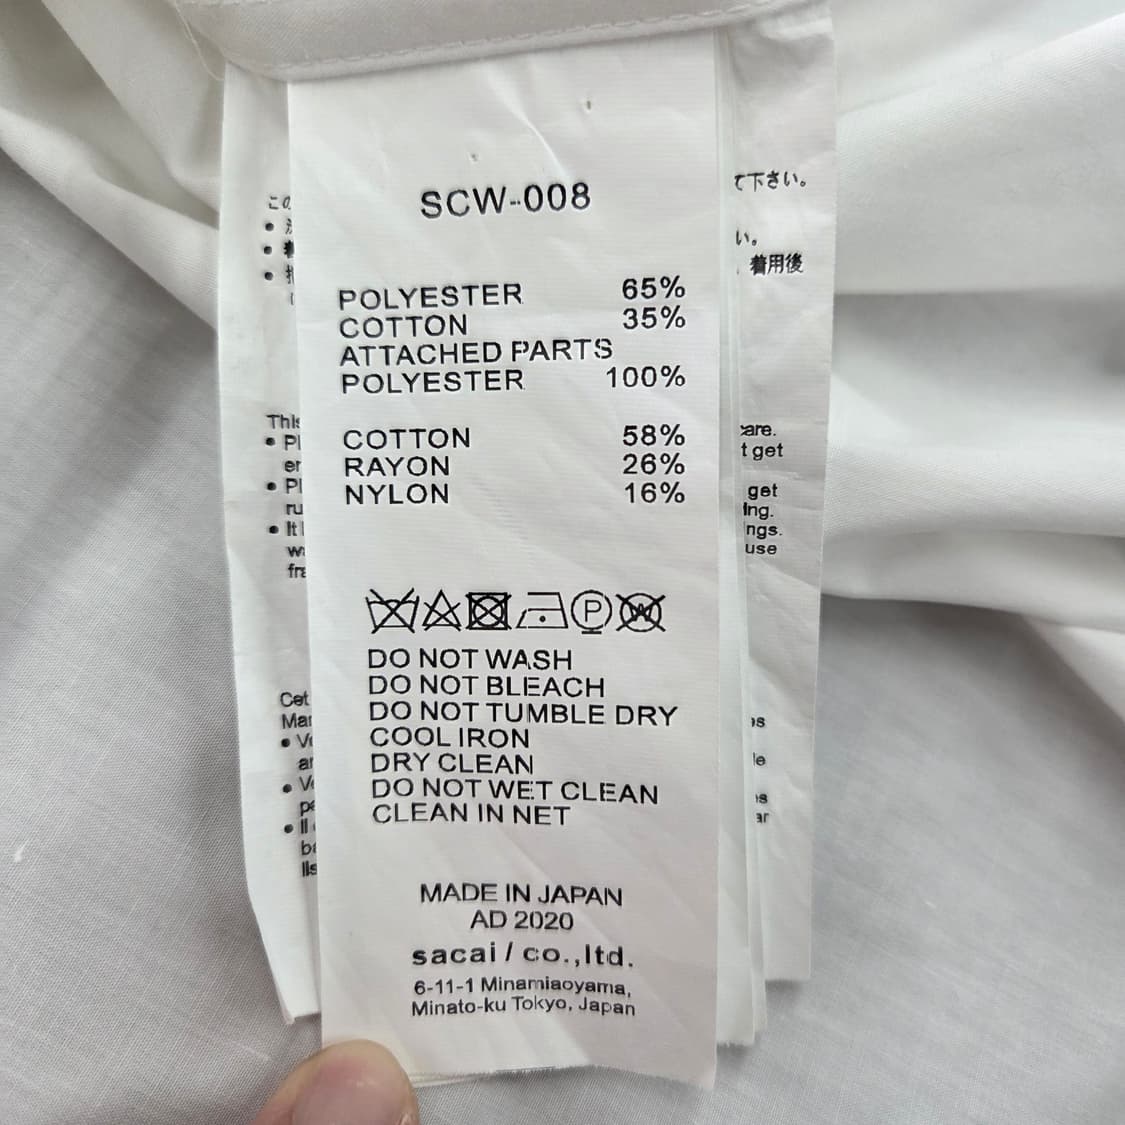 SCW-008
POLYESTER 65%
COTTON 35%
ATTACHED PARTS
POLYESTER 100%
COTTON 58%
RAYON 26%
NYLON 16%
P
W
DO NOT WASH
DO NOT BLEACH
DO NOT TUMBLE DRY
COOL IRON
DRY CLEAN
DO NOT WET CLEAN
CLEAN IN NET
MADE IN JAPAN
AD 2020
sacai / co.,ltd.
6-11-1 Minamiaoyama,
Minato-ku Tokyo, Japan
て下さい。
い。
着用後
get
get
use